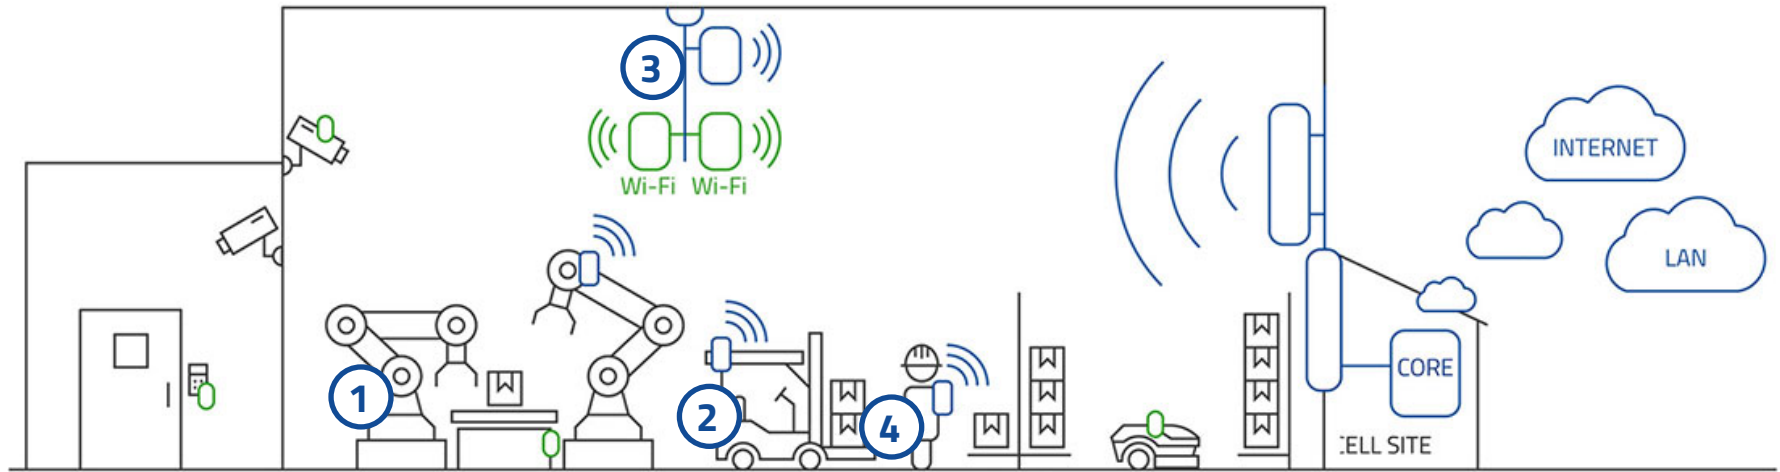 3
Wi-Fi Wi-Fi
INTERNET
LAN
1
2
4
CORE
ELL SITE